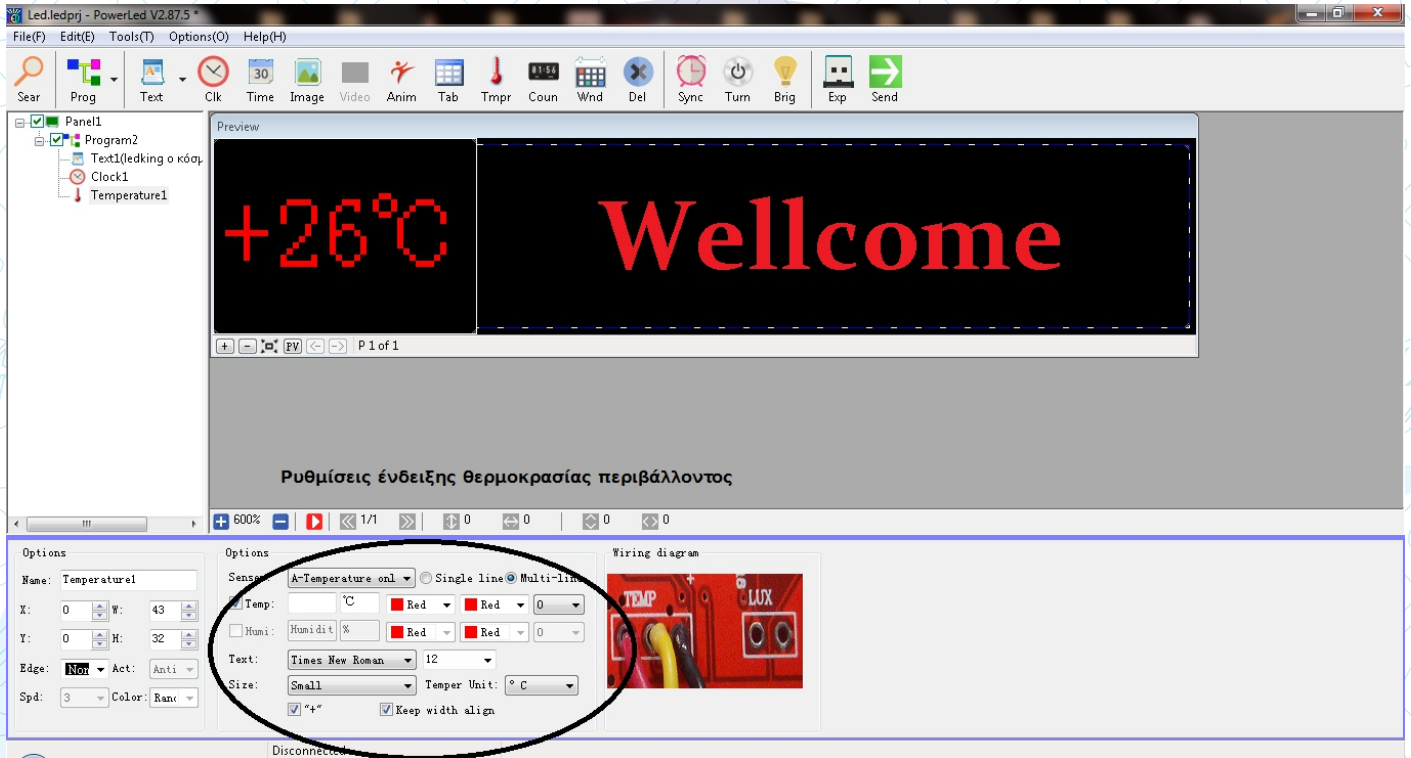 Led.ledprj - PowerLed V2.87.5 *
File(F) Edit(E) Tools(T) Options(O) Help(H)
Sear Prog Text Clk Time Image Video Anim Tab Tmpr Coun Wnd Del Sync Turn Brig Exp Send
Panel1
Program2
Text1(ledking ο κόσμ
Clock1
Temperature1
Preview
+26°C Wellcome
PV P 1 of 1
Ρυθμίσεις ένδειξης θερμοκρασίας περιβάλλοντος
600% 1/1 0 0 0 0
Options
Name: Temperature1
X: 0 W: 43
Y: 0 H: 32
Edge: Non Act: Anti
Spd: 3 Color: Rand
Options
Sensor: A-Temperature onl Single line Multi-line
Temp: °C Red Red 0
Humi: Humidit % Red Red 0
Text: Times New Roman 12
Size: Small Temper Unit: ° C
"+" Keep width align
Wiring diagram
TEMP + LUX
Disconnected